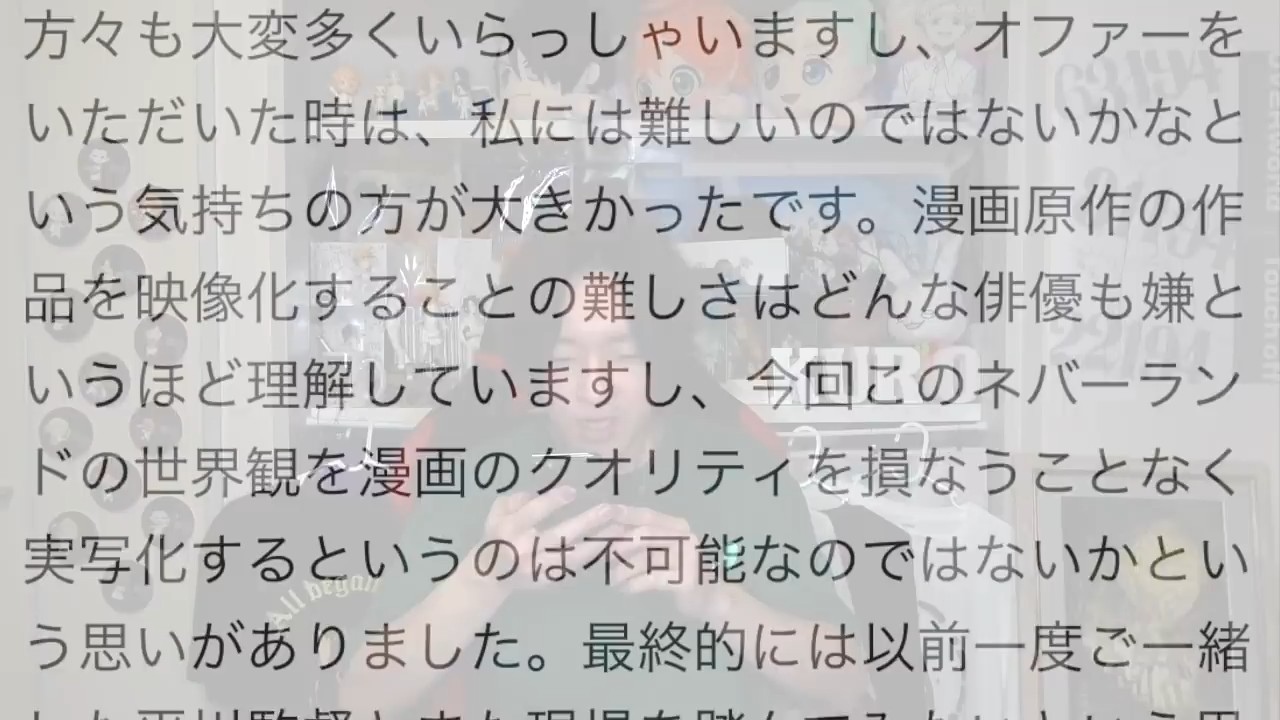 方々も大変多くいらっしゃいますし、オファーを
いただいた時は、私には難しいのではないかなと
いう気持ちの方が大きかったです。漫画原作の作
品を映像化することの難しさはどんな俳優も嫌と
いうほど理解していますし、今回このネバーラン
ドの世界観を漫画のクオリティを損なうことなく
実写化するというのは不可能なのではないかとい
う思いがありました。最終的には以前一度ご一緒
All began